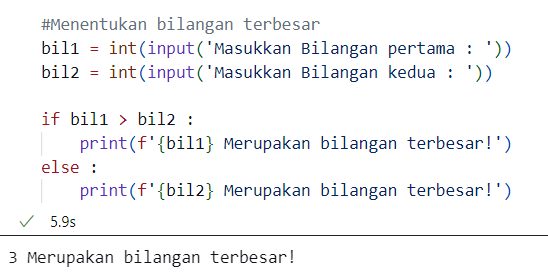 #Menentukan bilangan terbesar
bil1 = int(input('Masukkan Bilangan pertama : '))
bil2 = int(input('Masukkan Bilangan kedua : '))
if bil1 > bil2 :
    print(f'{bil1} Merupakan bilangan terbesar!')
else :
    print(f'{bil2} Merupakan bilangan terbesar!')
5.9s
3 Merupakan bilangan terbesar!